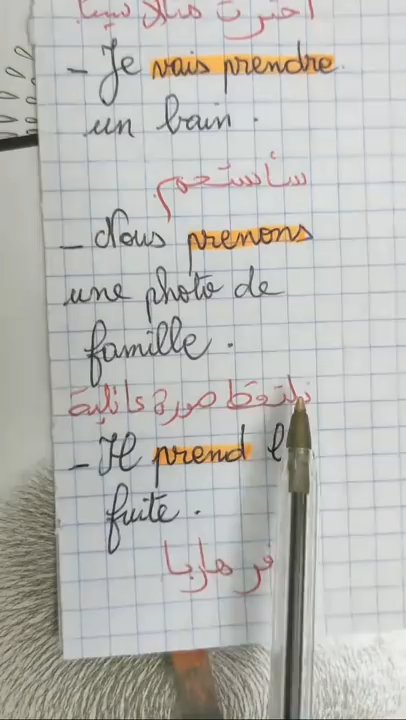 - Je vais prendre
un bain.
سأستحم
- Nous prenons
une photo de
famille.
نلتقط صورة عائلية
- Il prend
fuite.
فر هاربا